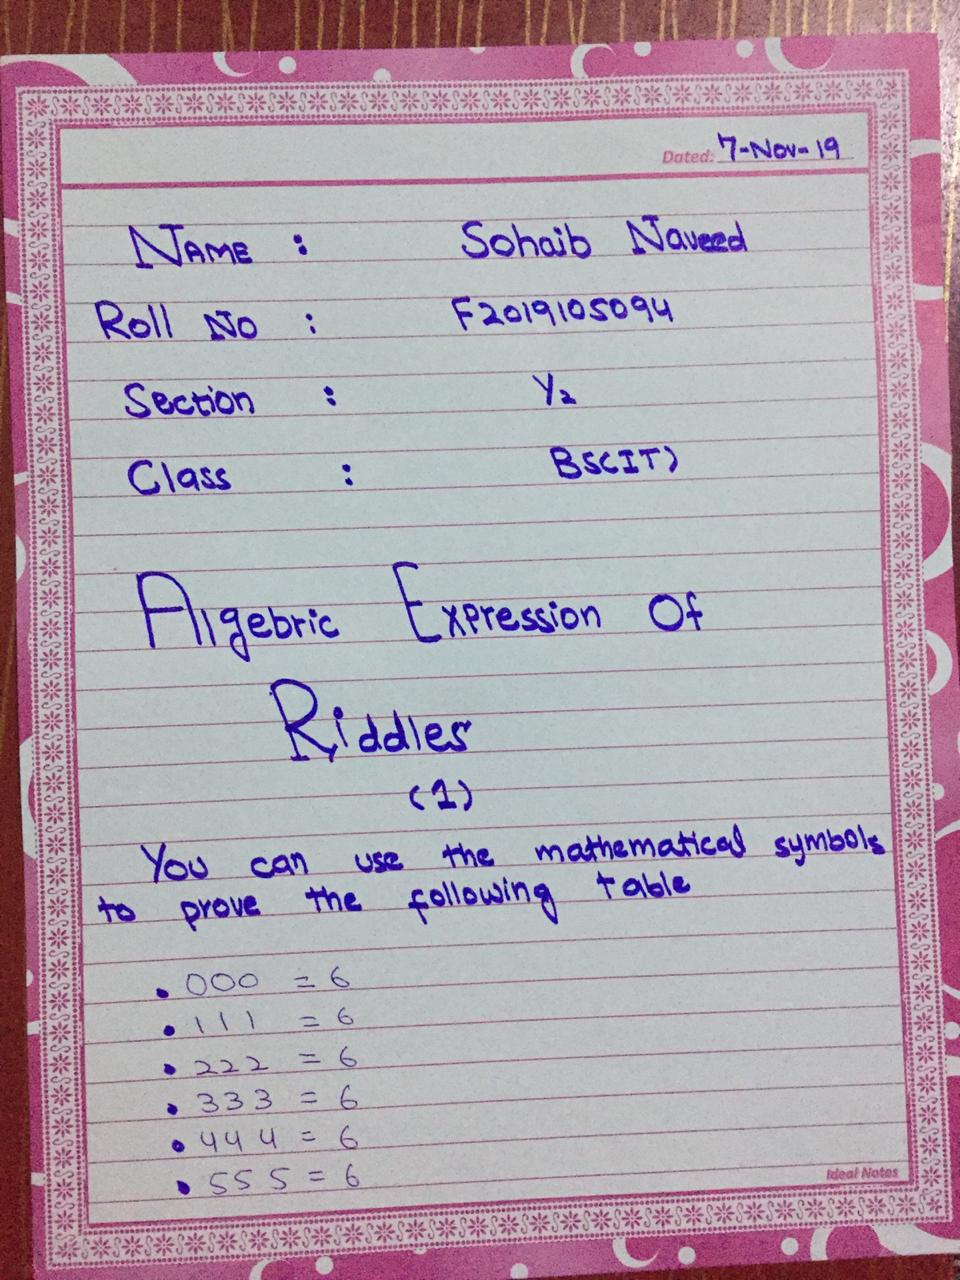 Dated: 7-Nov-19
NAME : Sohaib Naveed
Roll No : F2019105094
Section : Y2
Class : BSCIT)
Algebric Expression Of
Riddles
(1)
You can use the mathematical symbols
to prove the following table
• 000 = 6
• 111 = 6
• 222 = 6
• 333 = 6
• 444 = 6
• 555 = 6
Ideal Notes